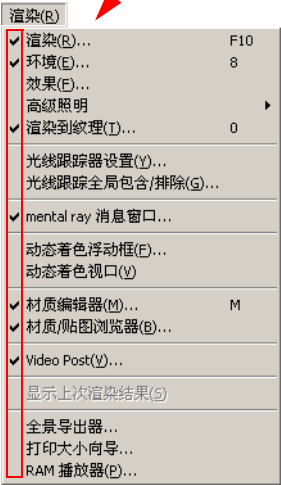 渲染(R)
渲染(R)... F10
环境(E)... 8
效果(F)...
高级照明
渲染到纹理(T)... 0
光线跟踪器设置(Y)...
光线跟踪全局包含/排除(G)...
mental ray 消息窗口...
动态着色浮动框(F)...
动态着色视口(V)
材质编辑器(M)... M
材质/贴图浏览器(B)...
Video Post(V)...
显示上次渲染结果(S)
全景导出器...
打印大小向导...
RAM 播放器(P)...